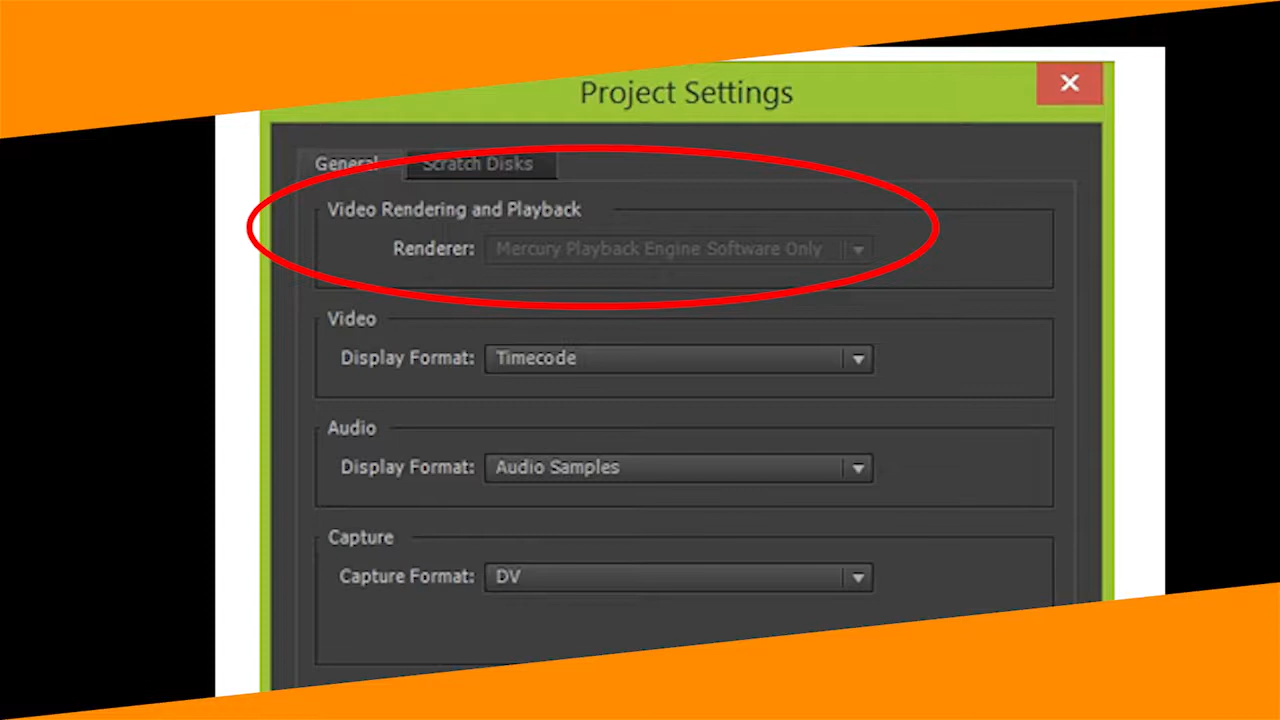 Project Settings
General
Scratch Disks
Video Rendering and Playback
Renderer: Mercury Playback Engine Software Only
Video
Display Format: Timecode
Audio
Display Format: Audio Samples
Capture
Capture Format: DV